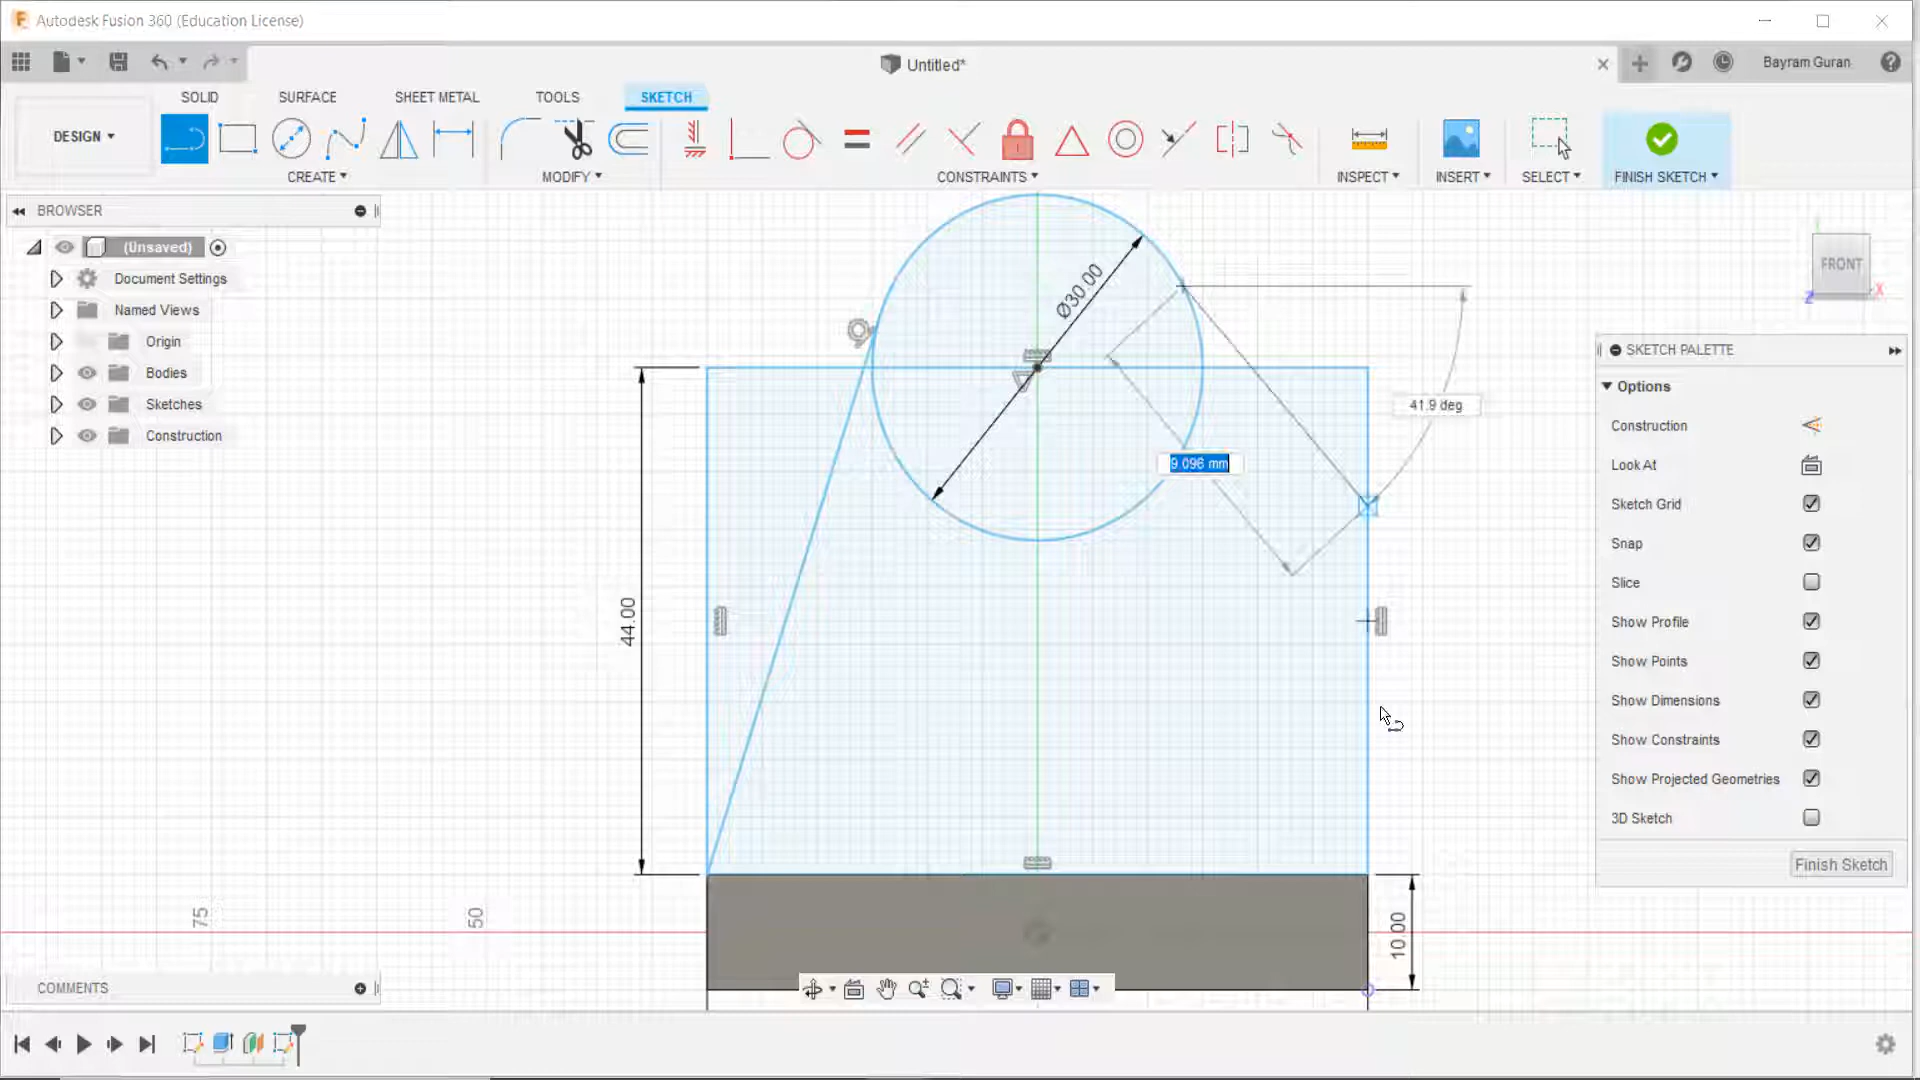 Autodesk Fusion 360 (Education License)
Untitled*
Bayram Guran
SOLID
SURFACE
SHEET METAL
TOOLS
SKETCH
DESIGN
CREATE
MODIFY
CONSTRAINTS
INSPECT
INSERT
SELECT
FINISH SKETCH
BROWSER
(Unsaved)
Document Settings
Named Views
Origin
Bodies
Sketches
Construction
FRONT
Z
X
Ø30.00
41.9 deg
9.096 mm
44.00
10.00
75
50
SKETCH PALETTE
Options
Construction
Look At
Sketch Grid
Snap
Slice
Show Profile
Show Points
Show Dimensions
Show Constraints
Show Projected Geometries
3D Sketch
Finish Sketch
COMMENTS